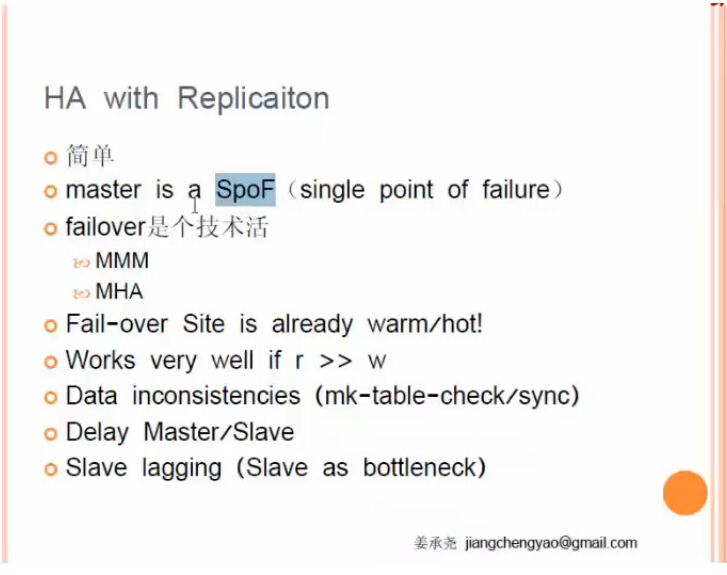 HA with Replicaiton
简单
master is a SpoF（single point of failure）
failover是个技术活
MMM
MHA
Fail-over Site is already warm/hot!
Works very well if r >> w
Data inconsistencies (mk-table-check/sync)
Delay Master/Slave
Slave lagging (Slave as bottleneck)
姜承尧 jiangchengyao@gmail.com